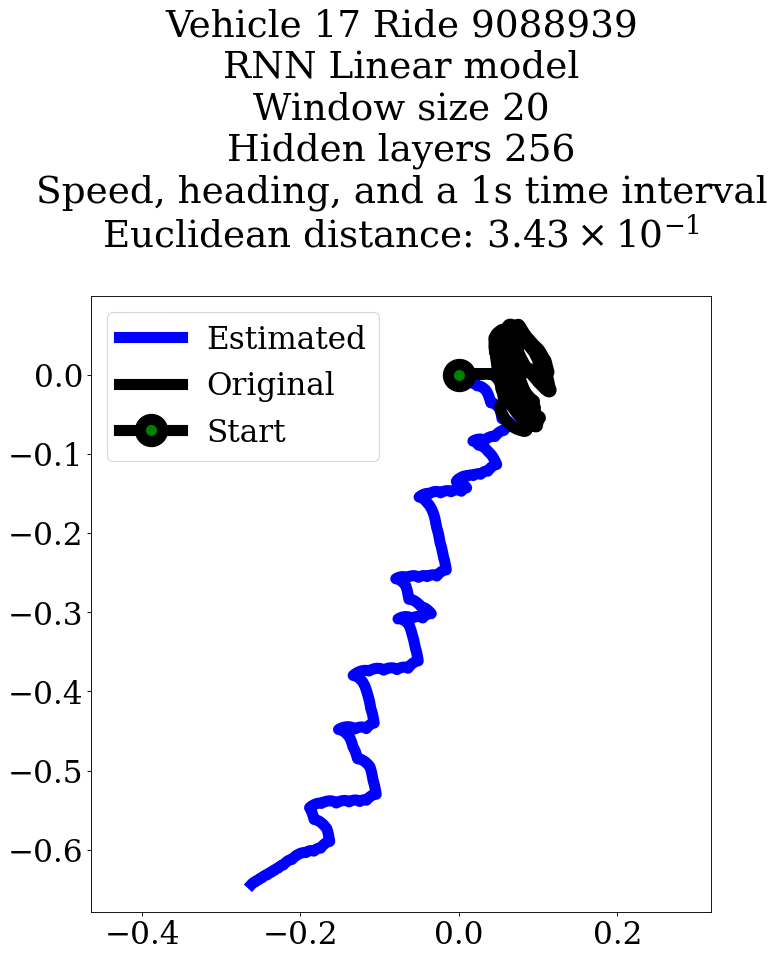 Vehicle 17 Ride 9088939
RNN Linear model
Window size 20
Hidden layers 256
Speed, heading, and a 1s time interval
Euclidean distance: 3.43 × 10⁻¹
Estimated
Original
Start
0.0
−0.1
−0.2
−0.3
−0.4
−0.5
−0.6
−0.4 −0.2 0.0 0.2